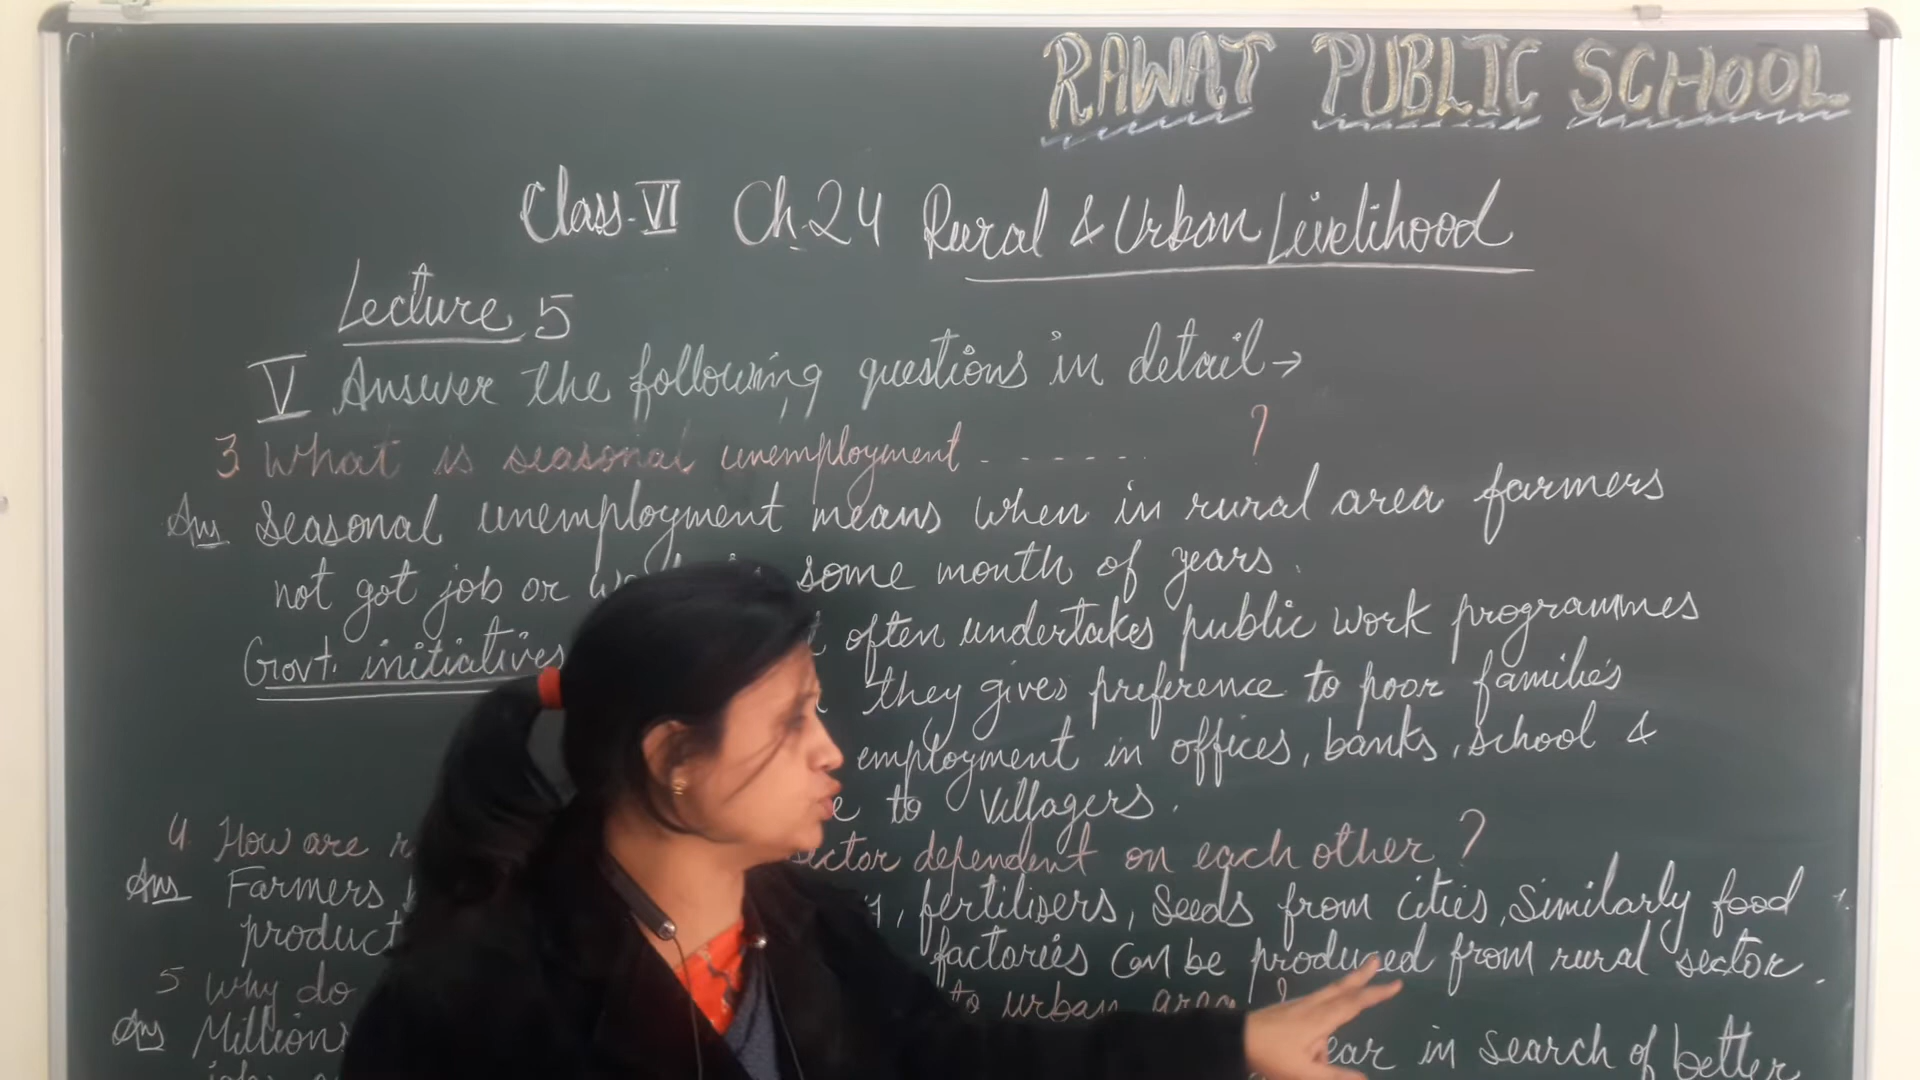 RAWAT PUBLIC SCHOOL
Class-VI Ch.24 Rural & Urban Livelihood
Lecture 5
V Answer the following questions in detail→
3 What is seasonal unemployment - - - - - - - ?
Ans Seasonal unemployment means when in rural area farmers
not got job or some month of years.
Govt. initiatives often undertakes public work programmes
they gives preference to poor families
employment in offices, banks, school &
to villagers.
4 How are dependent on each other ?
Ans Farmers , fertilisers, seeds from cities, Similarly food
product factories can be produced from rural sector.
5 Why do to urban area ?
Ans Millions in search of better